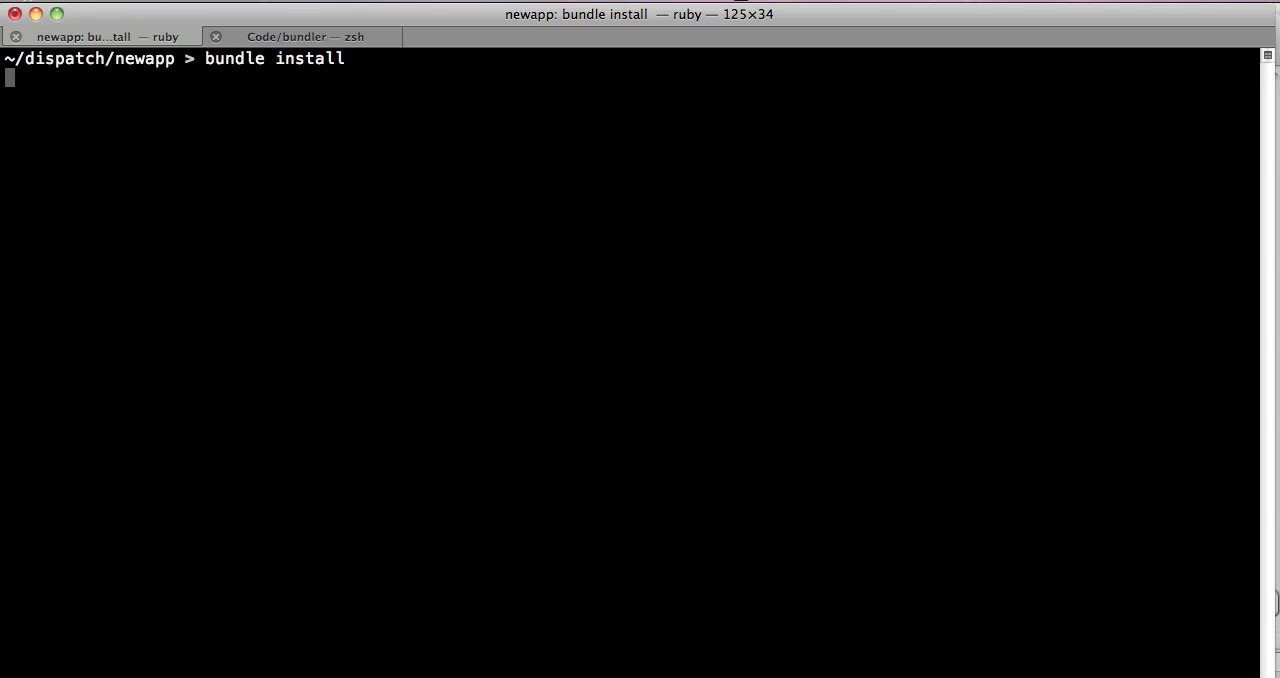 newapp: bundle install — ruby — 125×34
newapp: bu...tall — ruby
Code/bundler — zsh
~/dispatch/newapp > bundle install